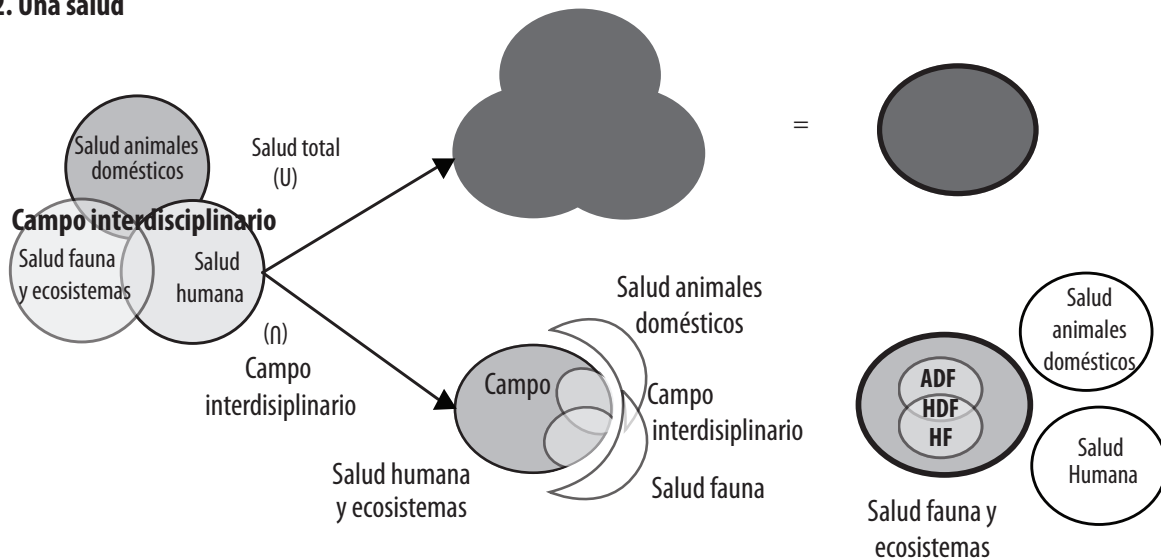 2. Una salud
Salud animales
domésticos
Campo interdisciplinario
Salud fauna
y ecosistemas
Salud
humana
Salud total
(U)
=
(∩)
Campo
interdisiplinario
Salud animales
domésticos
Campo
Campo
interdisiplinario
Salud humana
y ecosistemas
Salud fauna
ADF
HDF
HF
Salud
animales
domésticos
Salud
Humana
Salud fauna y
ecosistemas